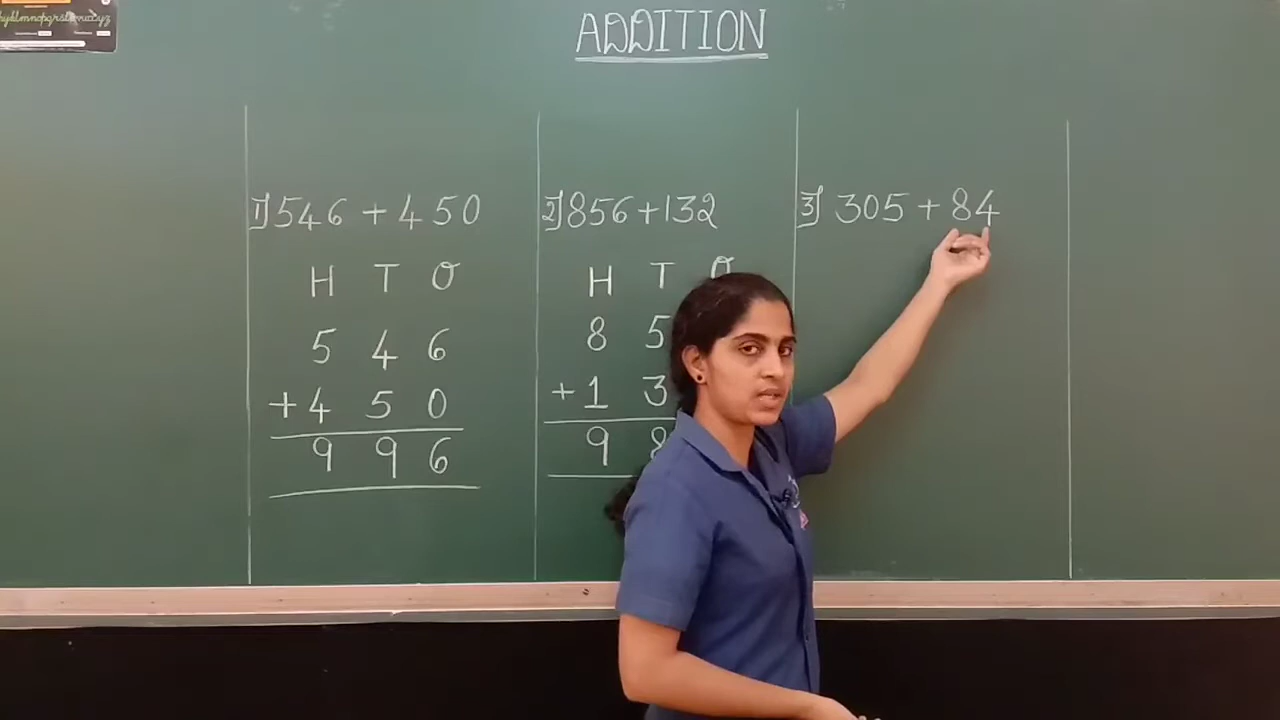 ADDITION
1) 546 + 450
H T O
5 4 6
+ 4 5 0
9 9 6
2) 856 + 132
H T O
8 5
+ 1 3
9 8
3) 305 + 84